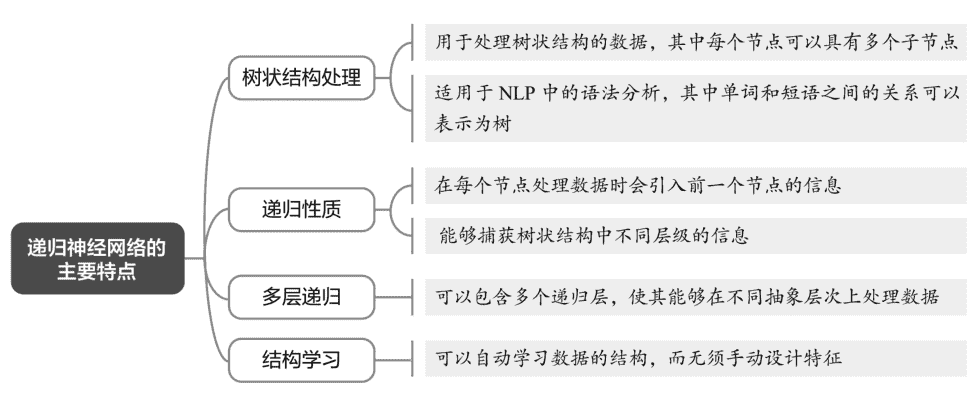 递归神经网络的
主要特点
树状结构处理
用于处理树状结构的数据，其中每个节点可以具有多个子节点
适用于 NLP 中的语法分析，其中单词和短语之间的关系可以
表示为树
递归性质
在每个节点处理数据时会引入前一个节点的信息
能够捕获树状结构中不同层级的信息
多层递归
可以包含多个递归层，使其能够在不同抽象层次上处理数据
结构学习
可以自动学习数据的结构，而无须手动设计特征